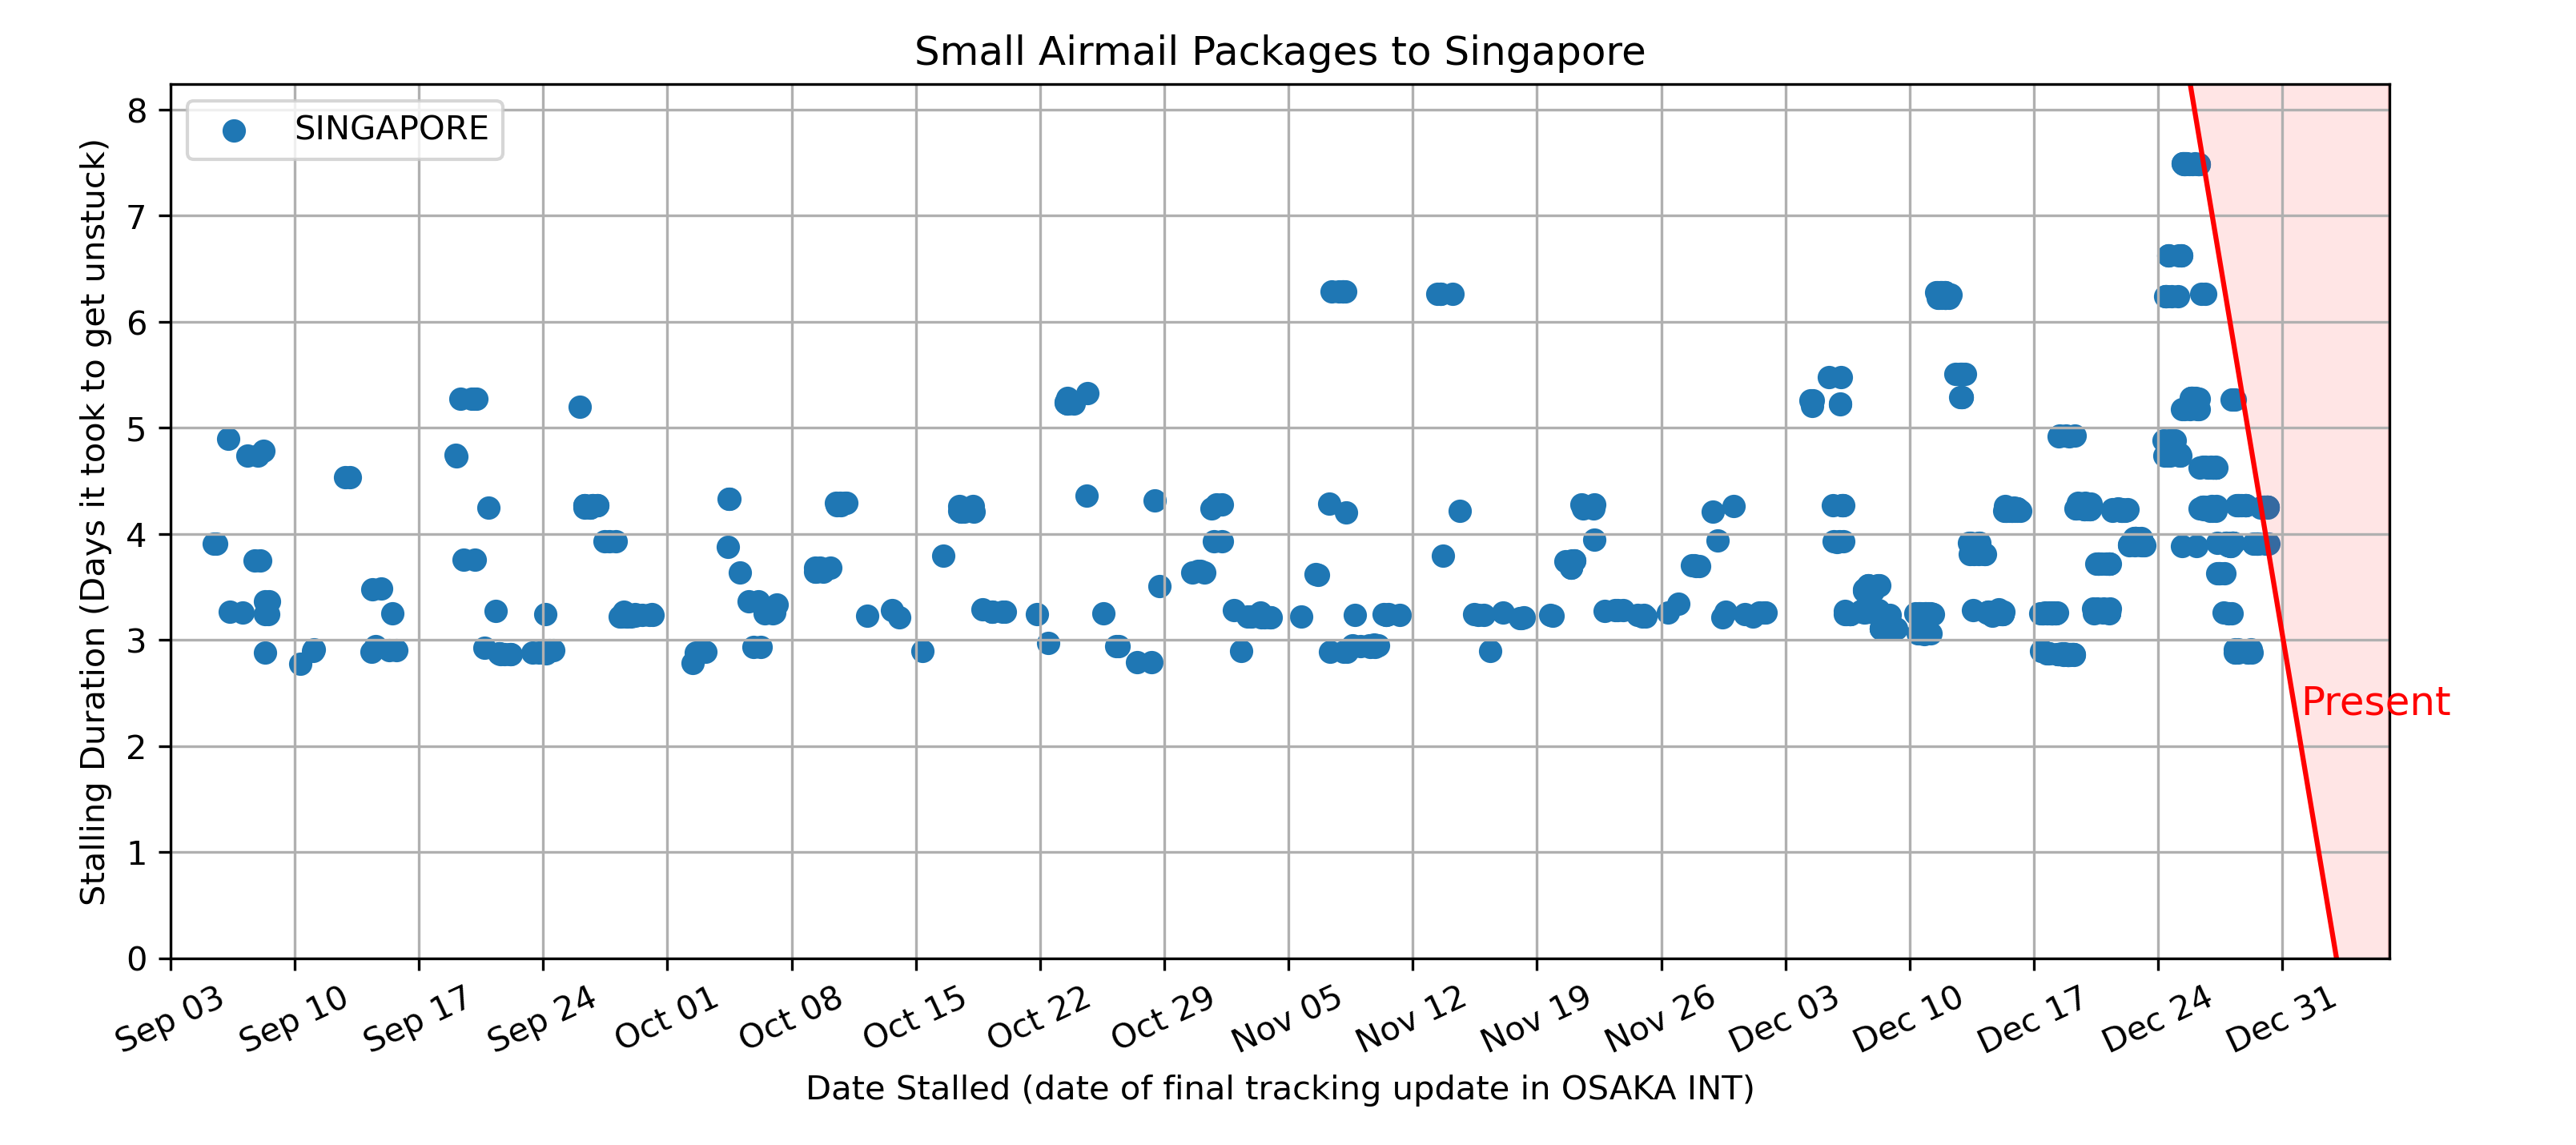 Small Airmail Packages to Singapore
SINGAPORE
Stalling Duration (Days it took to get unstuck)
8
7
6
5
4
3
2
1
0
Present
Sep 03 Sep 10 Sep 17 Sep 24 Oct 01 Oct 08 Oct 15 Oct 22 Oct 29 Nov 05 Nov 12 Nov 19 Nov 26 Dec 03 Dec 10 Dec 17 Dec 24 Dec 31
Date Stalled (date of final tracking update in OSAKA INT)